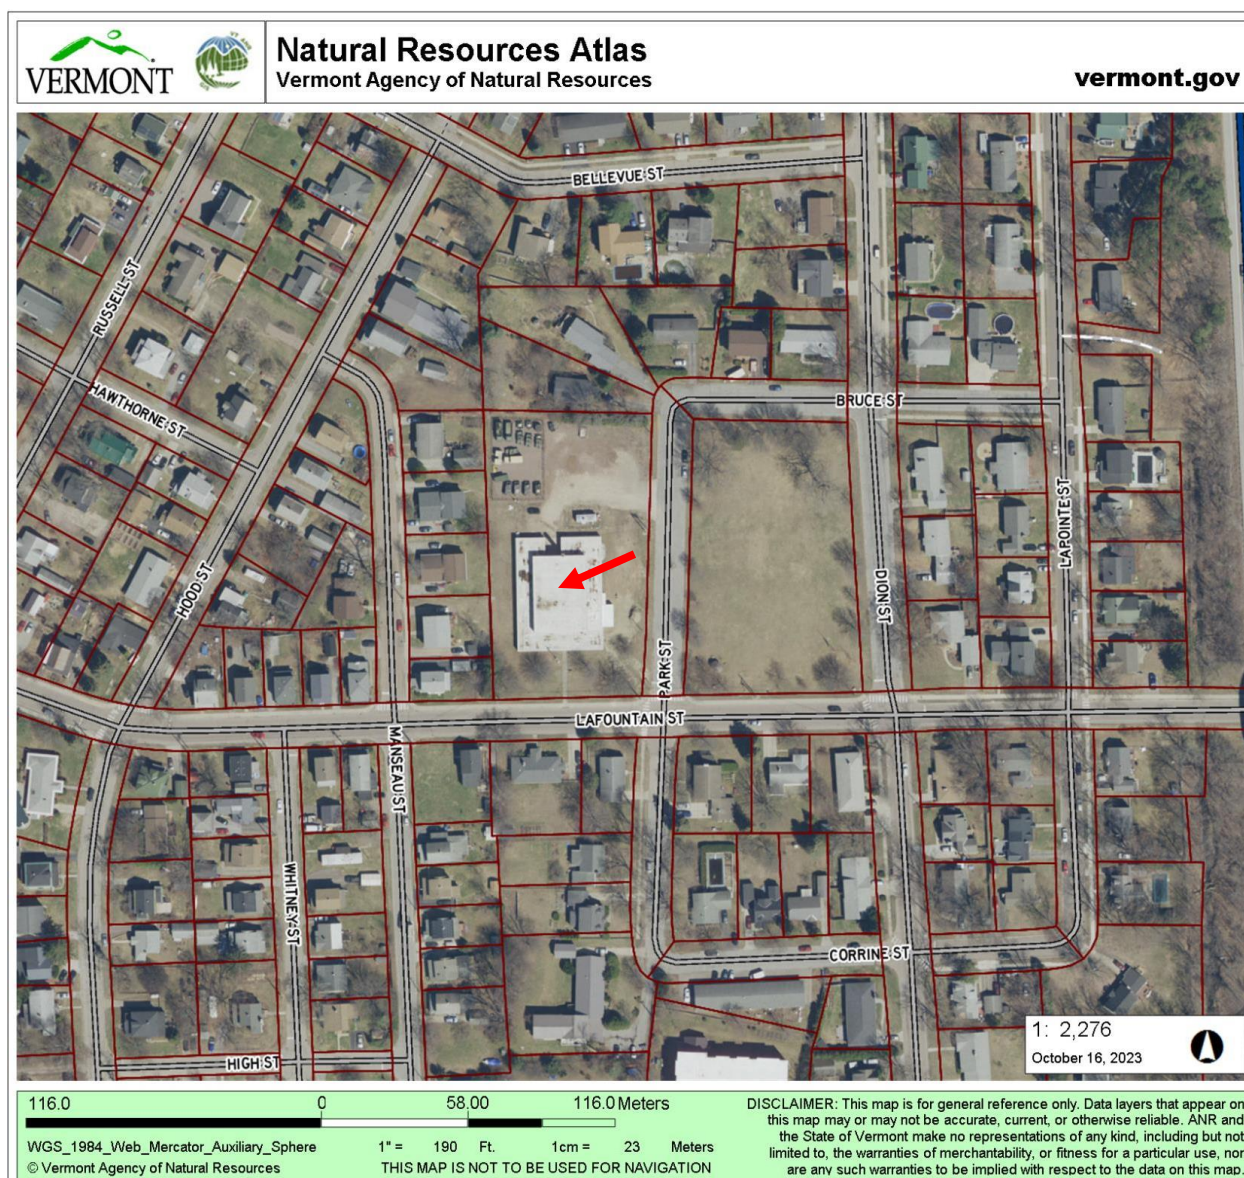 VERMONT
VT ANR
Natural Resources Atlas
Vermont Agency of Natural Resources
vermont.gov
BELLEVUE ST
RUSSELL ST
HAWTHORNE ST
BRUCE ST
LAPOINTE ST
HOOD ST
DION ST
PARK ST
LAFOUNTAIN ST
MANSEAU ST
WHITNEY ST
CORRINE ST
HIGH ST
1: 2,276
October 16, 2023
116.0 0 58.00 116.0 Meters
WGS_1984_Web_Mercator_Auxiliary_Sphere 1" = 190 Ft. 1cm = 23 Meters
© Vermont Agency of Natural Resources THIS MAP IS NOT TO BE USED FOR NAVIGATION
DISCLAIMER: This map is for general reference only. Data layers that appear on
this map may or may not be accurate, current, or otherwise reliable. ANR and
the State of Vermont make no representations of any kind, including but not
limited to, the warranties of merchantability, or fitness for a particular use, nor
are any such warranties to be implied with respect to the data on this map.